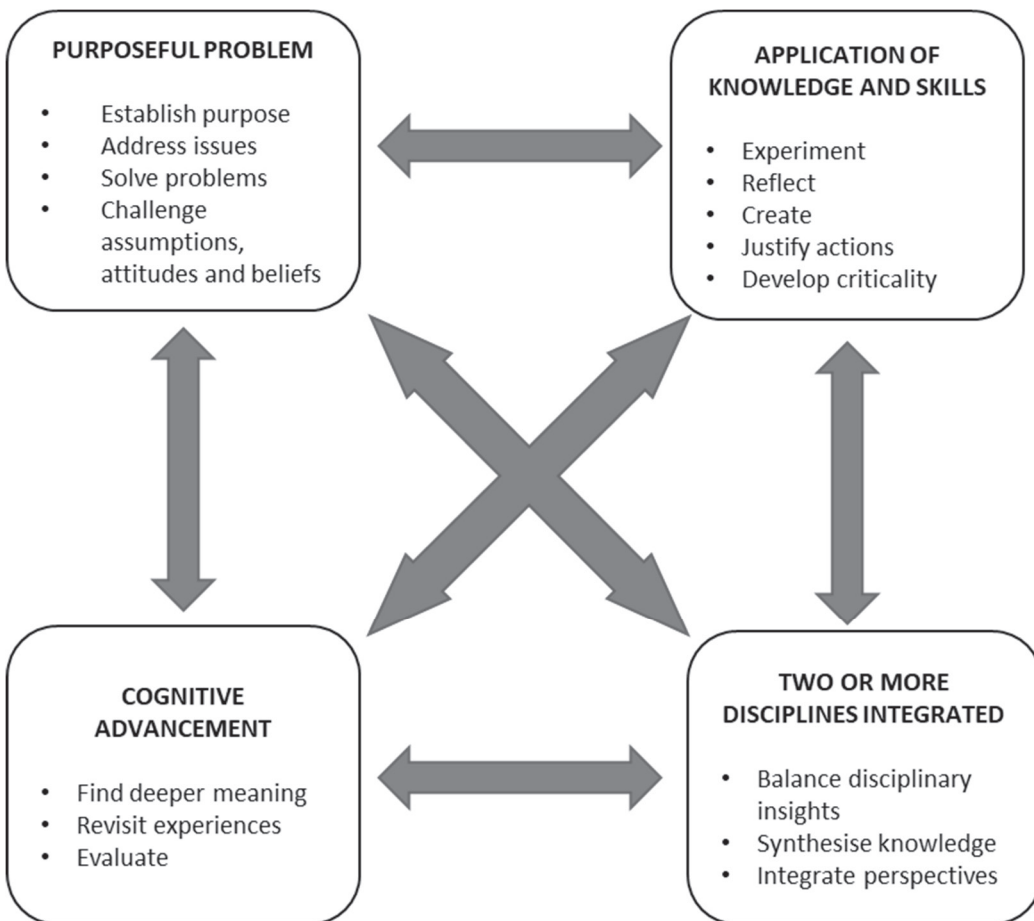 PURPOSEFUL PROBLEM
• Establish purpose
• Address issues
• Solve problems
• Challenge
assumptions,
attitudes and beliefs
APPLICATION OF
KNOWLEDGE AND SKILLS
• Experiment
• Reflect
• Create
• Justify actions
• Develop criticality
COGNITIVE
ADVANCEMENT
• Find deeper meaning
• Revisit experiences
• Evaluate
TWO OR MORE
DISCIPLINES INTEGRATED
• Balance disciplinary
insights
• Synthesise knowledge
• Integrate perspectives